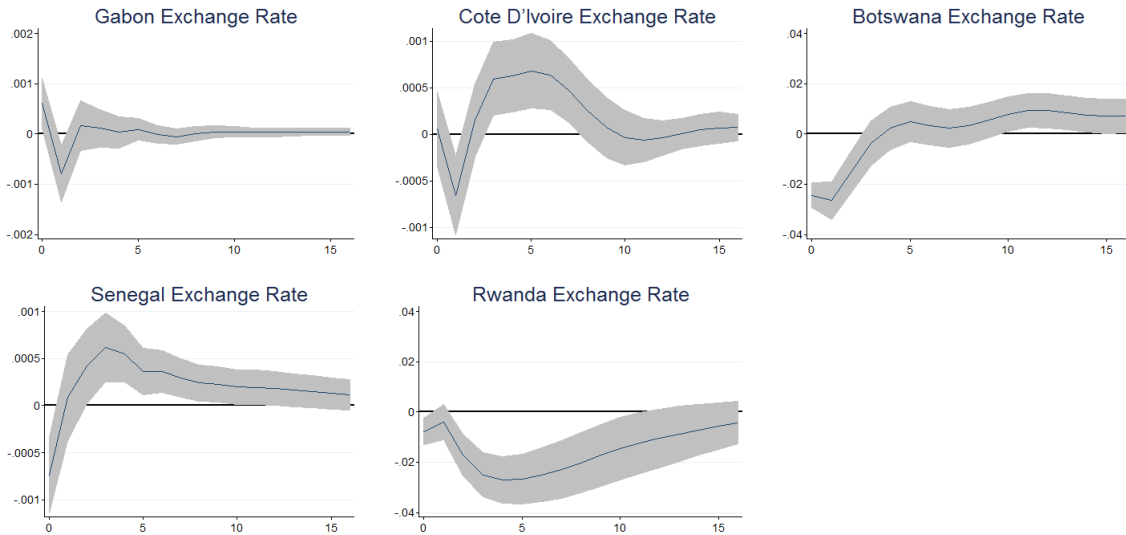 Gabon Exchange Rate
.002
.001
0
-.001
-.002
0 5 10 15
Cote D'Ivoire Exchange Rate
.001
.0005
0
-.0005
-.001
0 5 10 15
Botswana Exchange Rate
.04
.02
0
-.02
-.04
0 5 10 15
Senegal Exchange Rate
.001
.0005
0
-.0005
-.001
0 5 10 15
Rwanda Exchange Rate
.04
.02
0
-.02
-.04
0 5 10 15